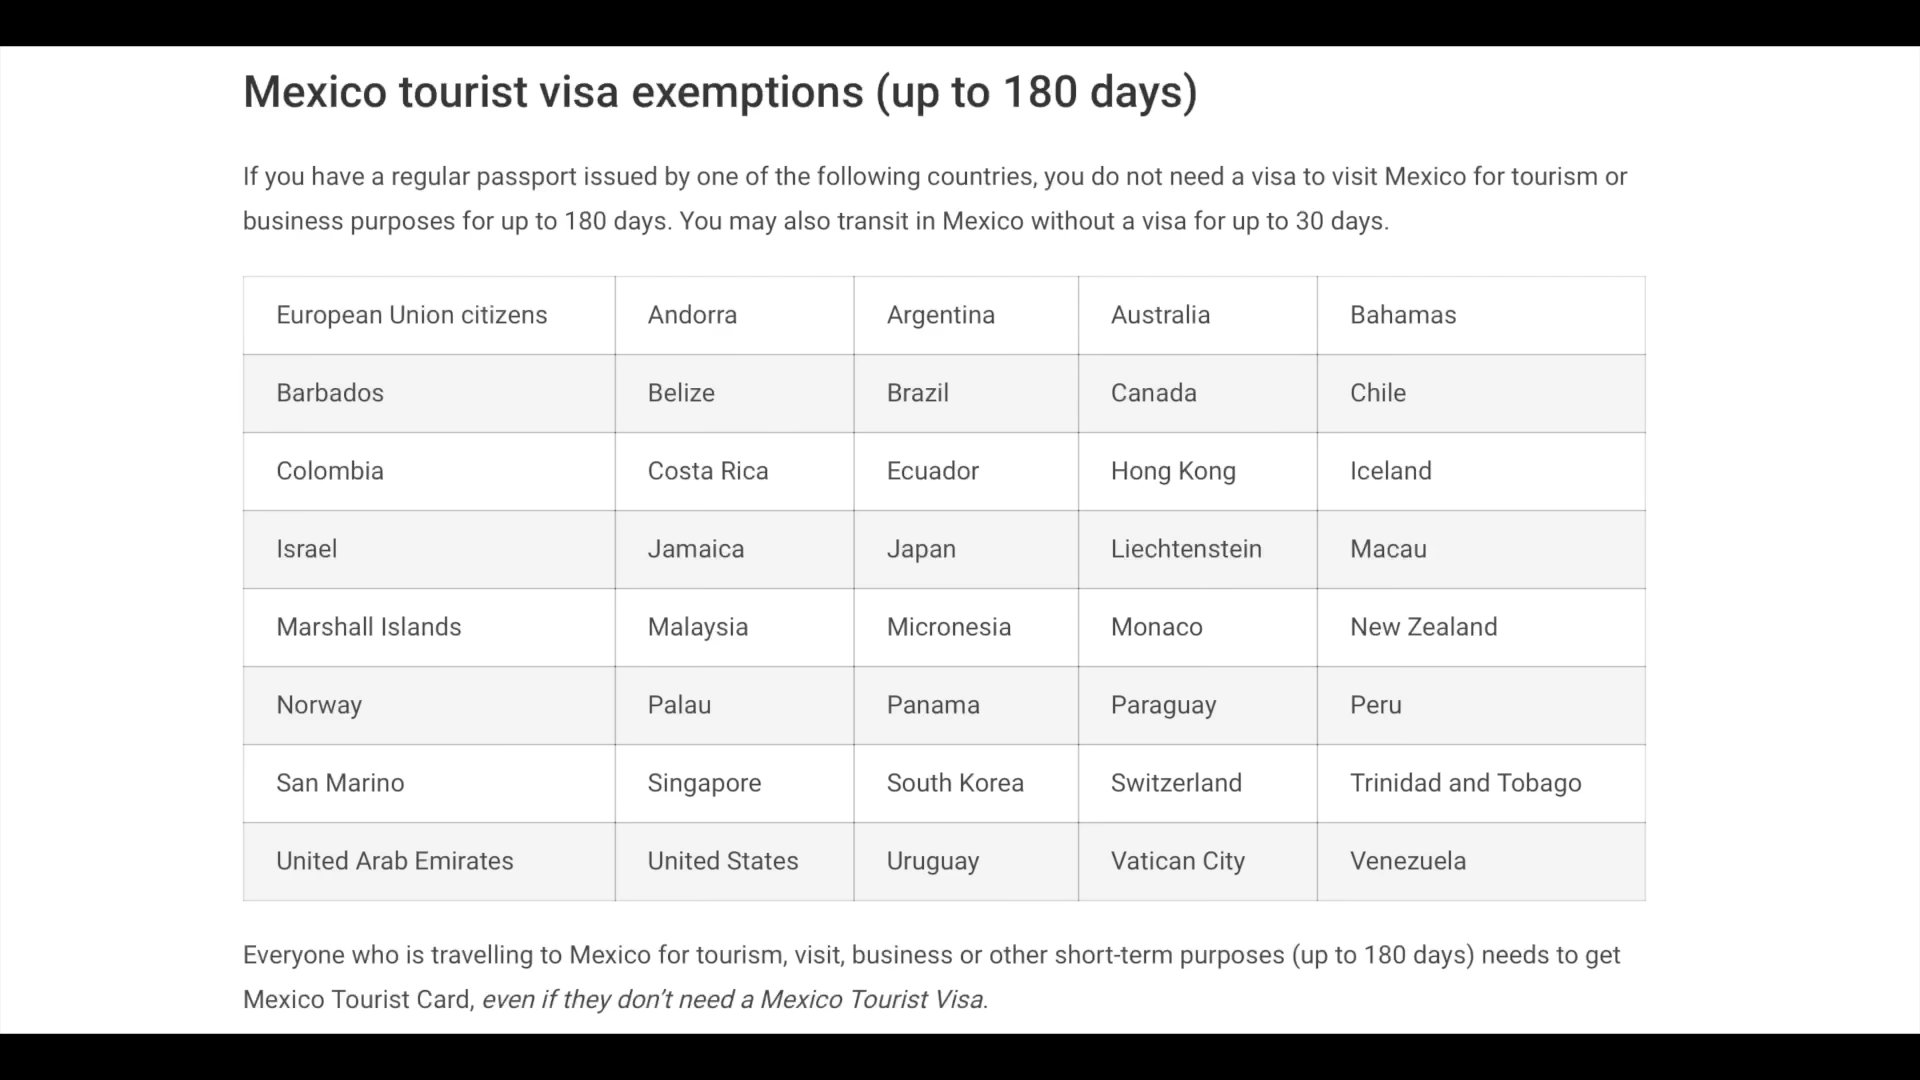 Mexico tourist visa exemptions (up to 180 days)
If you have a regular passport issued by one of the following countries, you do not need a visa to visit Mexico for tourism or
business purposes for up to 180 days. You may also transit in Mexico without a visa for up to 30 days.
European Union citizens Andorra Argentina Australia Bahamas
Barbados Belize Brazil Canada Chile
Colombia Costa Rica Ecuador Hong Kong Iceland
Israel Jamaica Japan Liechtenstein Macau
Marshall Islands Malaysia Micronesia Monaco New Zealand
Norway Palau Panama Paraguay Peru
San Marino Singapore South Korea Switzerland Trinidad and Tobago
United Arab Emirates United States Uruguay Vatican City Venezuela
Everyone who is travelling to Mexico for tourism, visit, business or other short-term purposes (up to 180 days) needs to get
Mexico Tourist Card, even if they don’t need a Mexico Tourist Visa.